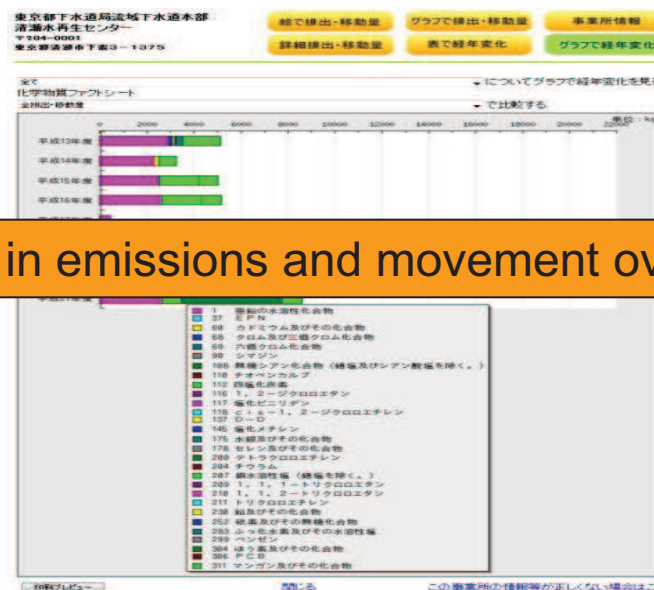 東京都下水道局流域下水道本部
清瀬水再生センター
〒204-0001
東京都清瀬市下宿3-1375
絵で排出・移動量
グラフで排出・移動量
事業所情報
詳細排出・移動量
表で経年変化
グラフで経年変化
全て
についてグラフで経年変化を見
化学物質ファクトシート
全排出・移動量
で比較する
単位:k
0 2000 4000 6000 8000 10000 12000 14000 16000 18000 20000 22000
平成13年度
平成14年度
平成15年度
平成16年度
in emissions and movement ov
平成21年度
1 亜鉛の水溶性化合物
37 EPN
60 カドミウム及びその化合物
68 クロム及び三価クロム化合物
69 六価クロム化合物
90 シマジン
108 無機シアン化合物(錯塩及びシアン酸塩を除く。)
110 チオベンカルブ
112 四塩化炭素
116 1,2-ジクロロエタン
117 塩化ビニリデン
118 cis-1,2-ジクロロエチレン
137 D-D
145 塩化メチレン
175 水銀及びその化合物
178 セレン及びその化合物
200 テトラクロロエチレン
204 チウラム
207 銅水溶性塩(錯塩を除く。)
209 1,1,1-トリクロロエタン
210 1,1,2-トリクロロエタン
211 トリクロロエチレン
230 鉛及びその化合物
252 砒素及びその無機化合物
283 ふっ化水素及びその水溶性塩
299 ベンゼン
304 ほう素及びその化合物
306 PCB
311 マンガン及びその化合物
印刷プレビュー
閉じる
この事業所の情報等が正しくない場合はこ